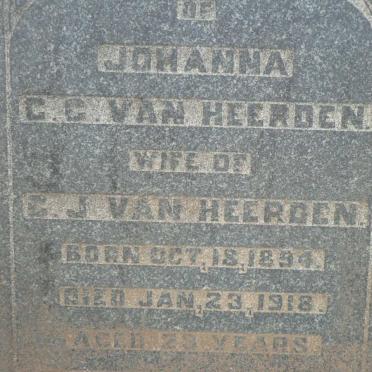 OF
JOHANNA
C. C. VAN HEERDEN
WIFE OF
S. J. VAN HEERDEN.
BORN OCT, 18, 1894.
DIED JAN, 23, 1918.
AGED 23 YEARS